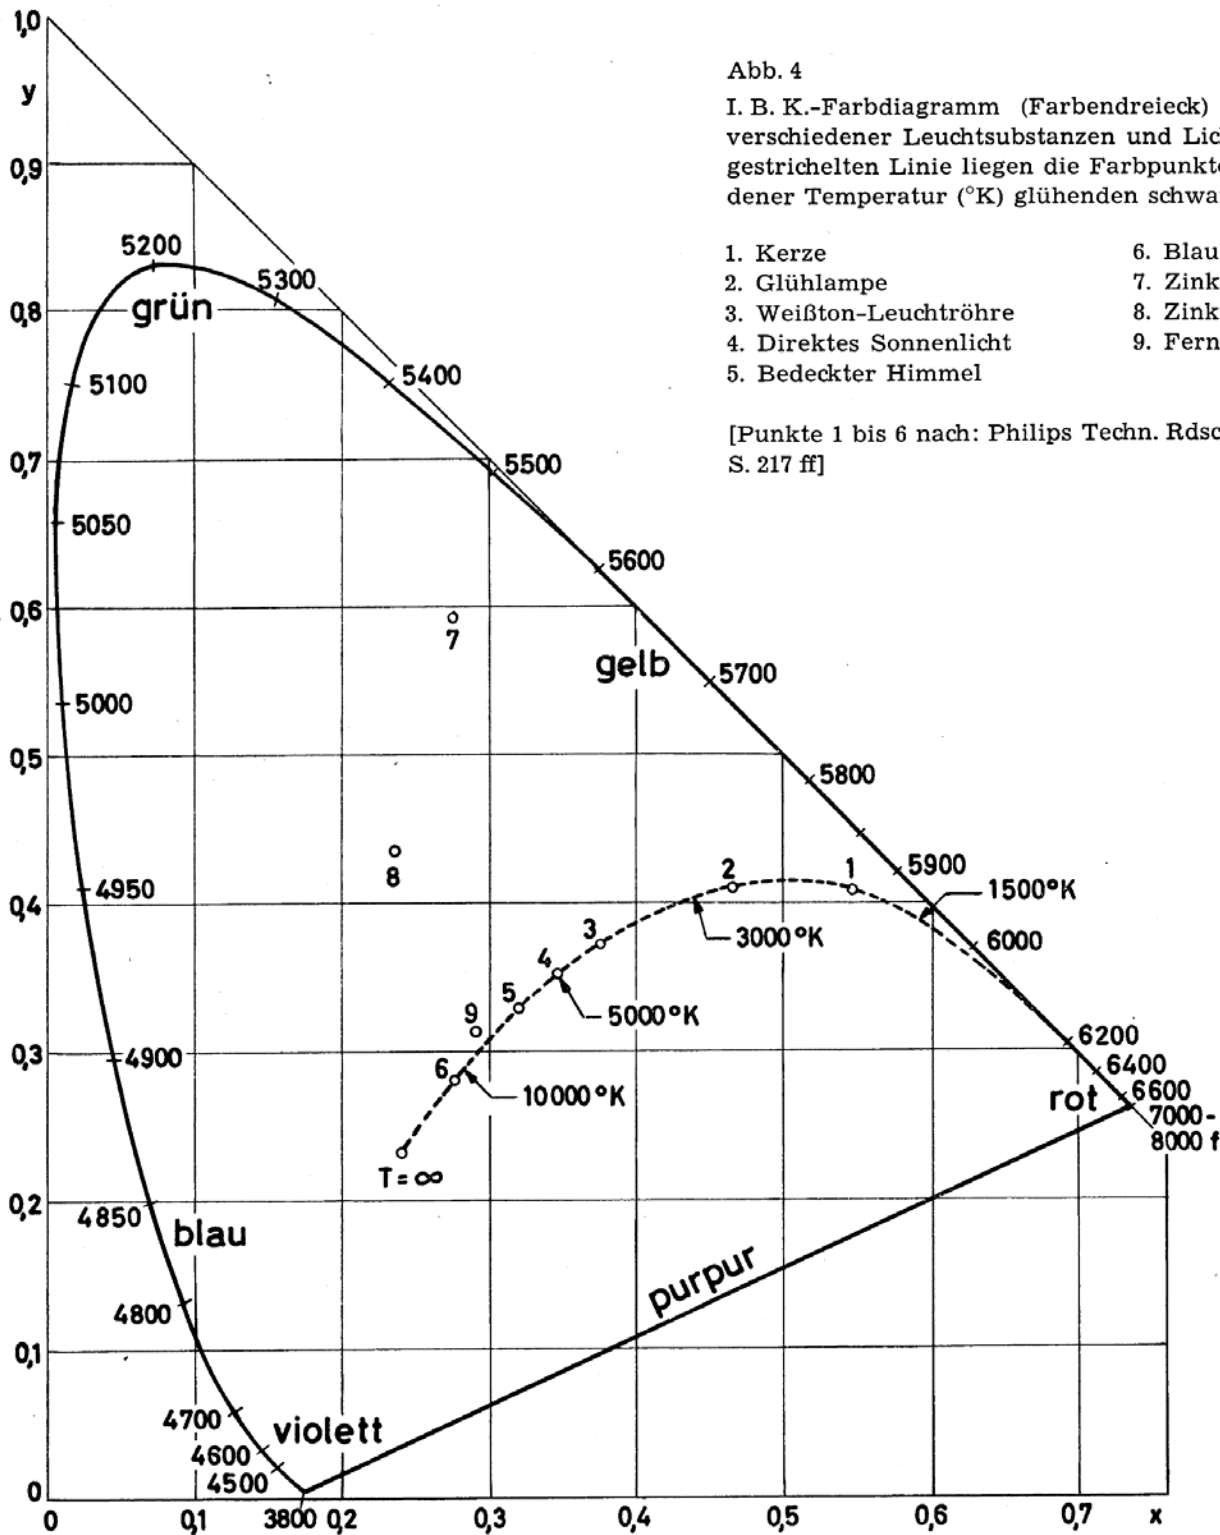 1,0
y
0,9
0,8
0,7
0,6
0,5
0,4
0,3
0,2
0,1
0
Abb. 4
I. B. K.-Farbdiagramm (Farbendreieck)
verschiedener Leuchtsubstanzen und
gestrichelten Linie liegen die
dener Temperatur (°K) glühenden
1. Kerze
2. Glühlampe
3. Weißton-Leuchtröhre
4. Direktes Sonnenlicht
5. Bedeckter Himmel
6. Blau
7. Zink
8. Zink
9. Fern
[Punkte 1 bis 6 nach: Philips Techn.
S. 217 ff]
5200
5300
grün
5100
5400
5500
5050
5600
7
gelb
5700
5000
5800
8
2
1
5900
4950
1500°K
3
3000°K
6000
4
5
5000°K
9
6200
4900
6
6400
10000°K
rot
6600
7000-
8000
T=∞
4850
blau
purpur
4800
4700
violett
4600
4500
0
0,1
3800
0,2
0,3
0,4
0,5
0,6
0,7
x